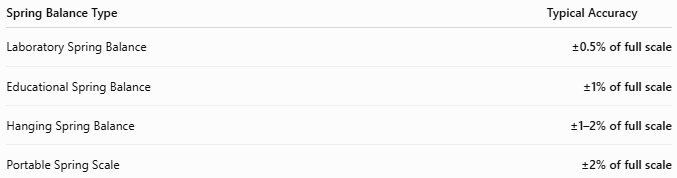 Spring Balance Type Typical Accuracy
Laboratory Spring Balance ±0.5% of full scale
Educational Spring Balance ±1% of full scale
Hanging Spring Balance ±1–2% of full scale
Portable Spring Scale ±2% of full scale